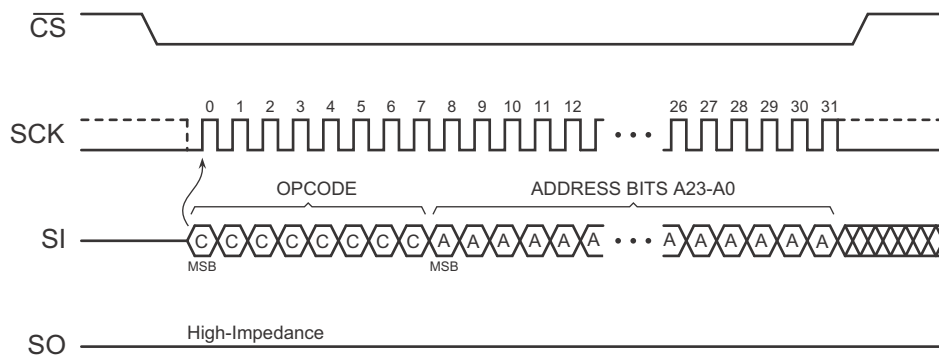 CS
0 1 2 3 4 5 6 7 8 9 10 11 12 26 27 28 29 30 31
SCK
OPCODE ADDRESS BITS A23-A0
SI C C C C C C C C A A A A A A A A A A A A
MSB MSB
High-Impedance
SO